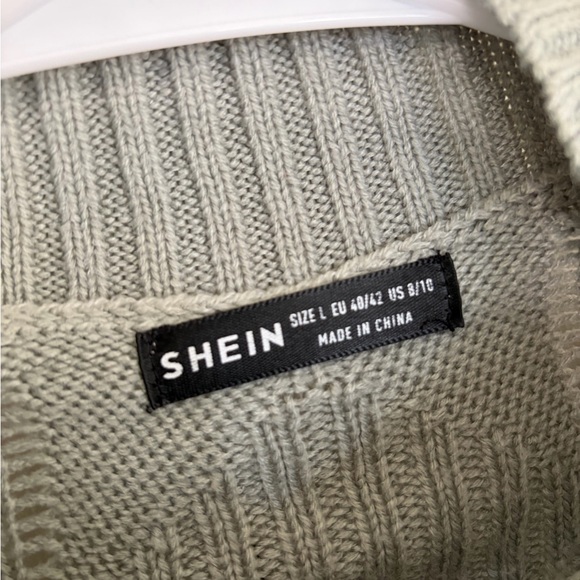 SHEIN
SIZE L EU 40/42 US 8/10
MADE IN CHINA